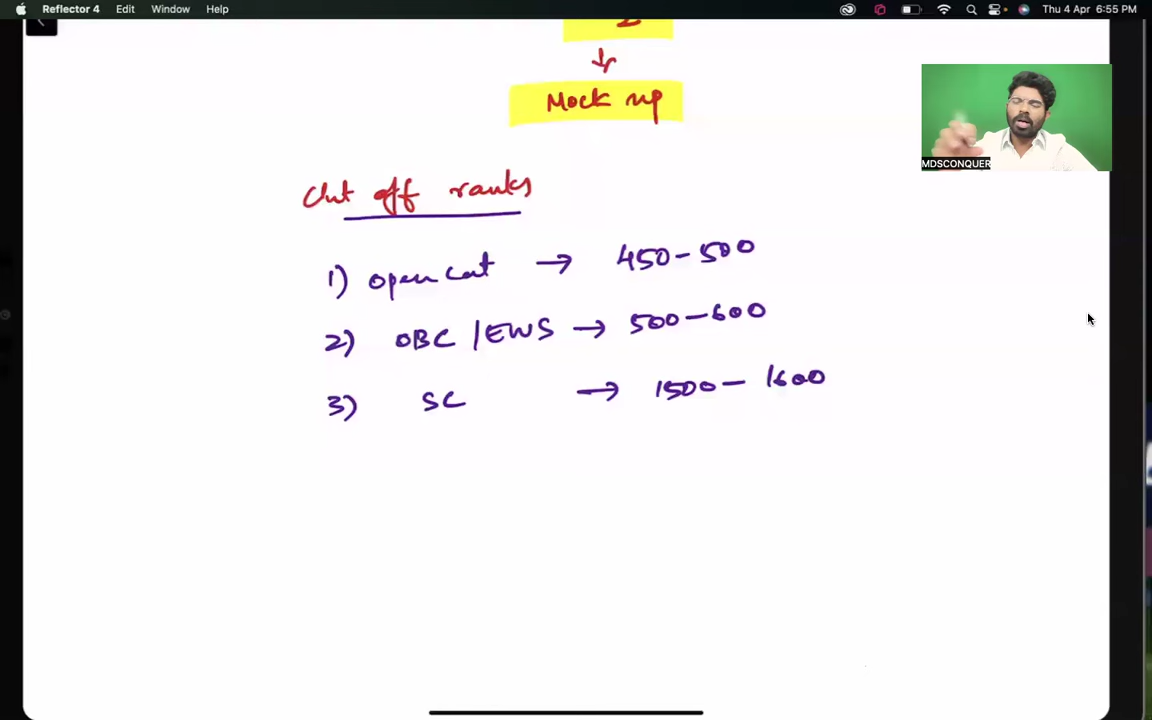 Reflector 4 Edit Window Help Thu 4 Apr 6:55 PM
Mock up
MDSCONQUER
Cut off ranks
1) open cat → 450-500
2) OBC / EWS → 500-600
3) SC → 1500-1600